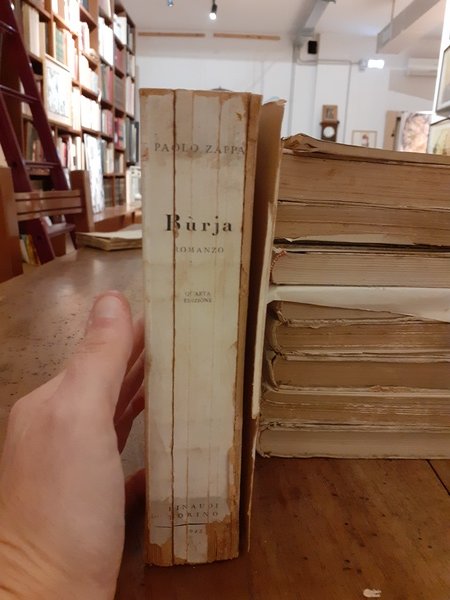 PAOLO ZAPPA
Bùrja
ROMANZO
QUARTA
EDIZIONE
EINAUDI
TORINO